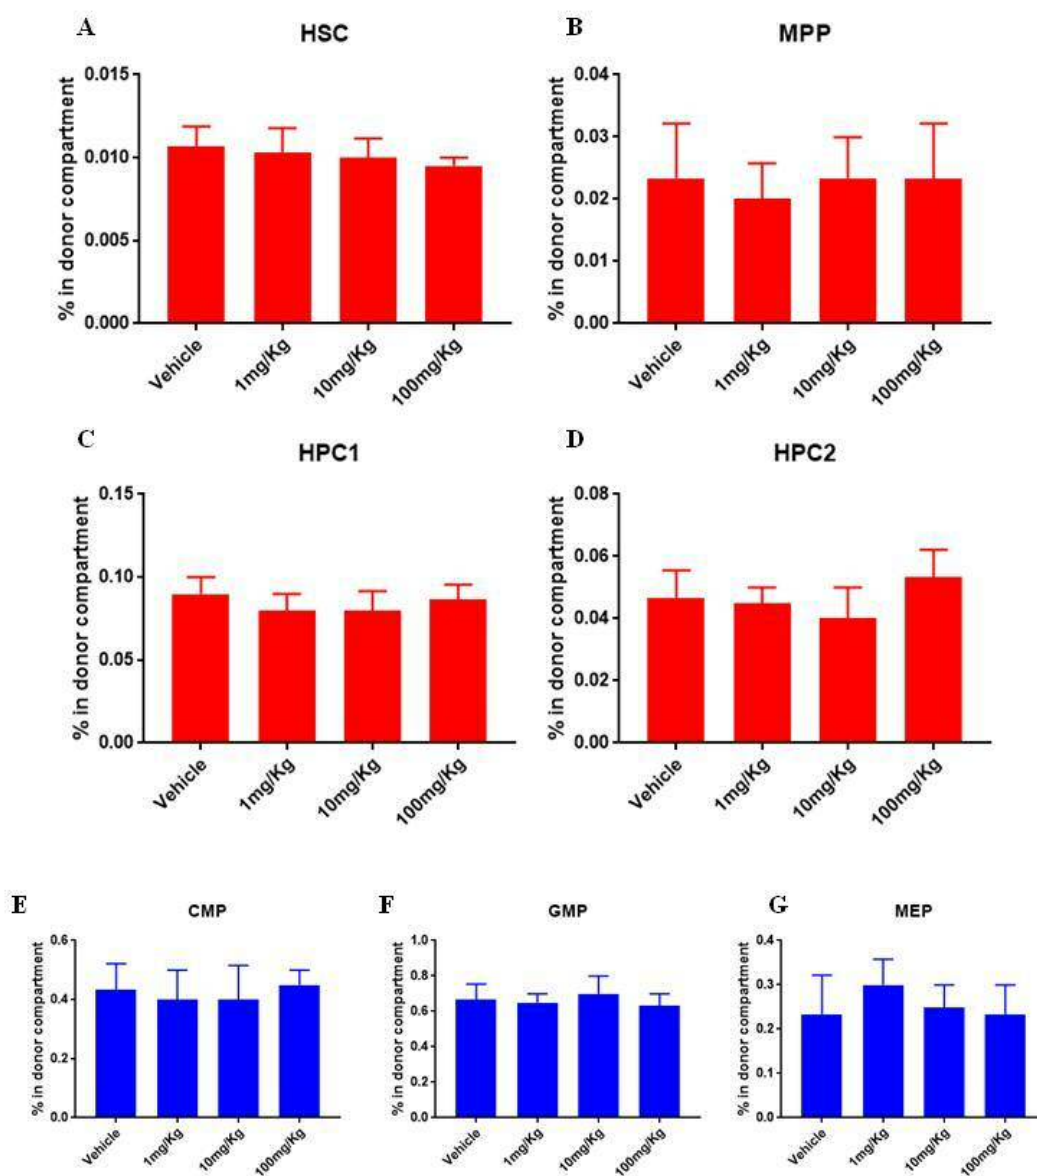 A
HSC
% in donor compartment
0.015
0.010
0.005
0.000
Vehicle
1mg/Kg
10mg/Kg
100mg/Kg
B
MPP
% in donor compartment
0.04
0.03
0.02
0.01
0.00
Vehicle
1mg/Kg
10mg/Kg
100mg/Kg
C
HPC1
% in donor compartment
0.15
0.10
0.05
0.00
Vehicle
1mg/Kg
10mg/Kg
100mg/Kg
D
HPC2
% in donor compartment
0.08
0.06
0.04
0.02
0.00
Vehicle
1mg/Kg
10mg/Kg
100mg/Kg
E
CMP
% in donor compartment
0.6
0.4
0.2
0.0
Vehicle
1mg/Kg
10mg/Kg
100mg/Kg
F
GMP
% in donor compartment
1.0
0.8
0.6
0.4
0.2
0.0
Vehicle
1mg/Kg
10mg/Kg
100mg/Kg
G
MEP
% in donor compartment
0.4
0.3
0.2
0.1
0.0
Vehicle
1mg/Kg
10mg/Kg
100mg/Kg